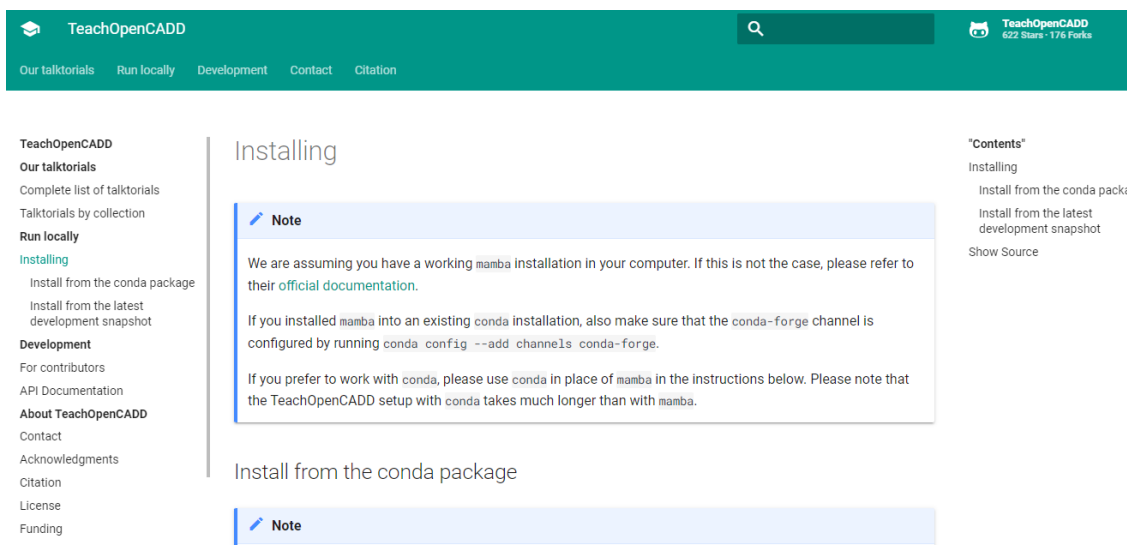 TeachOpenCADD
TeachOpenCADD
622 Stars · 176 Forks
Our talktorials Run locally Development Contact Citation
TeachOpenCADD
Our talktorials
Complete list of talktorials
Talktorials by collection
Run locally
Installing
Install from the conda package
Install from the latest
development snapshot
Development
For contributors
API Documentation
About TeachOpenCADD
Contact
Acknowledgments
Citation
License
Funding
Installing
Note
We are assuming you have a working mamba installation in your computer. If this is not the case, please refer to
their official documentation.
If you installed mamba into an existing conda installation, also make sure that the conda-forge channel is
configured by running conda config --add channels conda-forge.
If you prefer to work with conda, please use conda in place of mamba in the instructions below. Please note that
the TeachOpenCADD setup with conda takes much longer than with mamba.
Install from the conda package
Note
"Contents"
Installing
Install from the conda
Install from the latest
development snapshot
Show Source